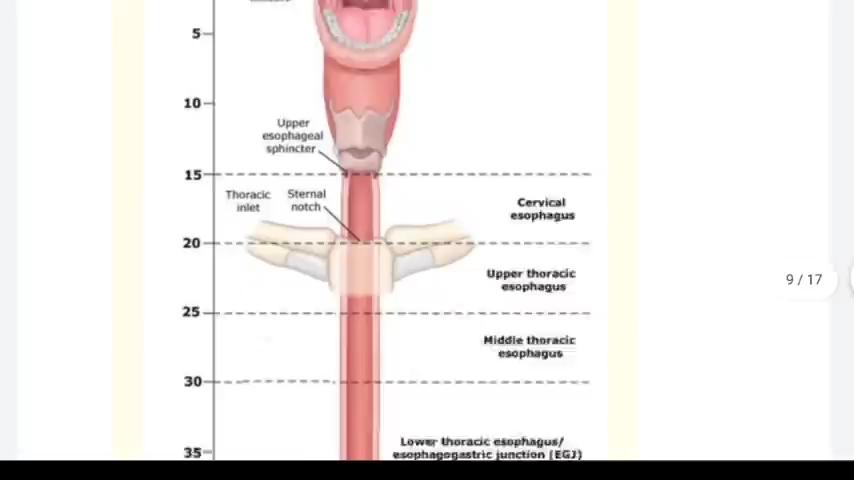 5
10
Upper
esophageal
sphincter
15
Thoracic
inlet
Sternal
notch
Cervical
esophagus
20
Upper thoracic
esophagus
9 / 17
25
Middle thoracic
esophagus
30
Lower thoracic esophagus/
esophagogastric junction (EGJ)
35